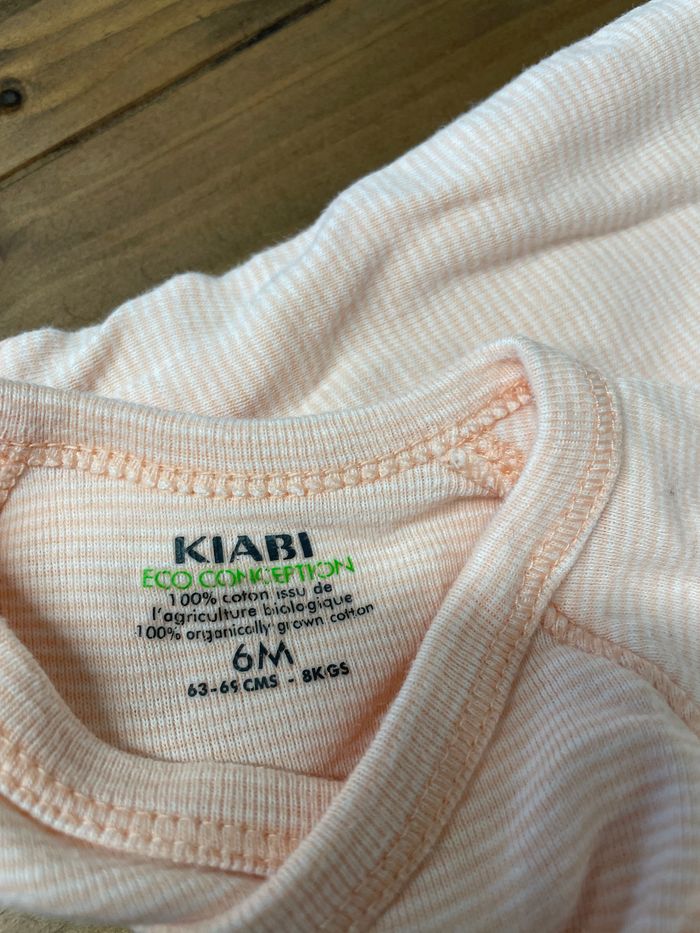 KIABI
ECO CONCEPTION
100% coton issu de
l'agriculture biologique
100% organically grown cotton
6M
63-69 CMS - 8KGS